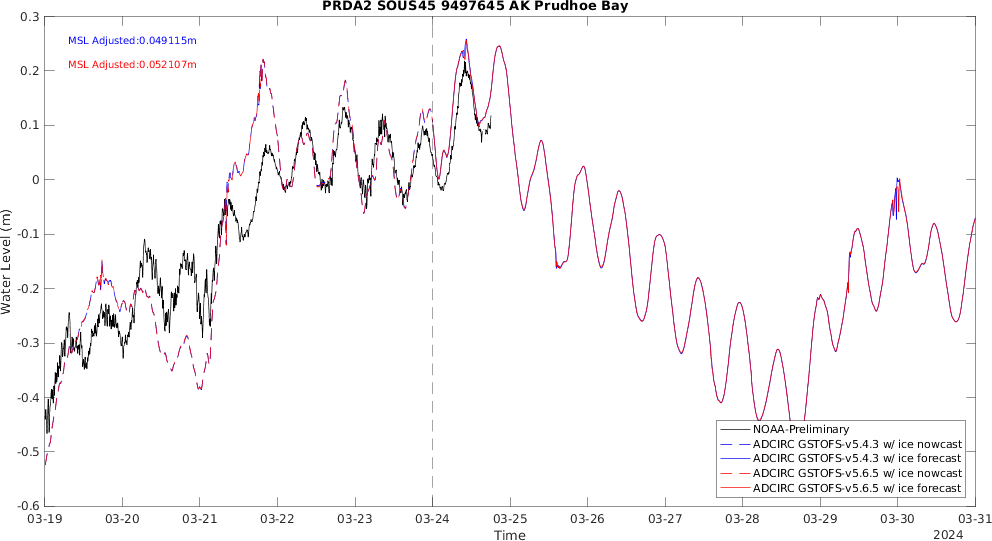 PRDA2 SOUS45 9497645 AK Prudhoe Bay
MSL Adjusted:0.049115m
MSL Adjusted:0.052107m
Water Level (m)
0.3
0.2
0.1
0
-0.1
-0.2
-0.3
-0.4
-0.5
-0.6
NOAA-Preliminary
ADCIRC GSTOFS-v5.4.3 w/ ice nowcast
ADCIRC GSTOFS-v5.4.3 w/ ice forecast
ADCIRC GSTOFS-v5.6.5 w/ ice nowcast
ADCIRC GSTOFS-v5.6.5 w/ ice forecast
03-19 03-20 03-21 03-22 03-23 03-24 03-25 03-26 03-27 03-28 03-29 03-30 03-31
Time
2024